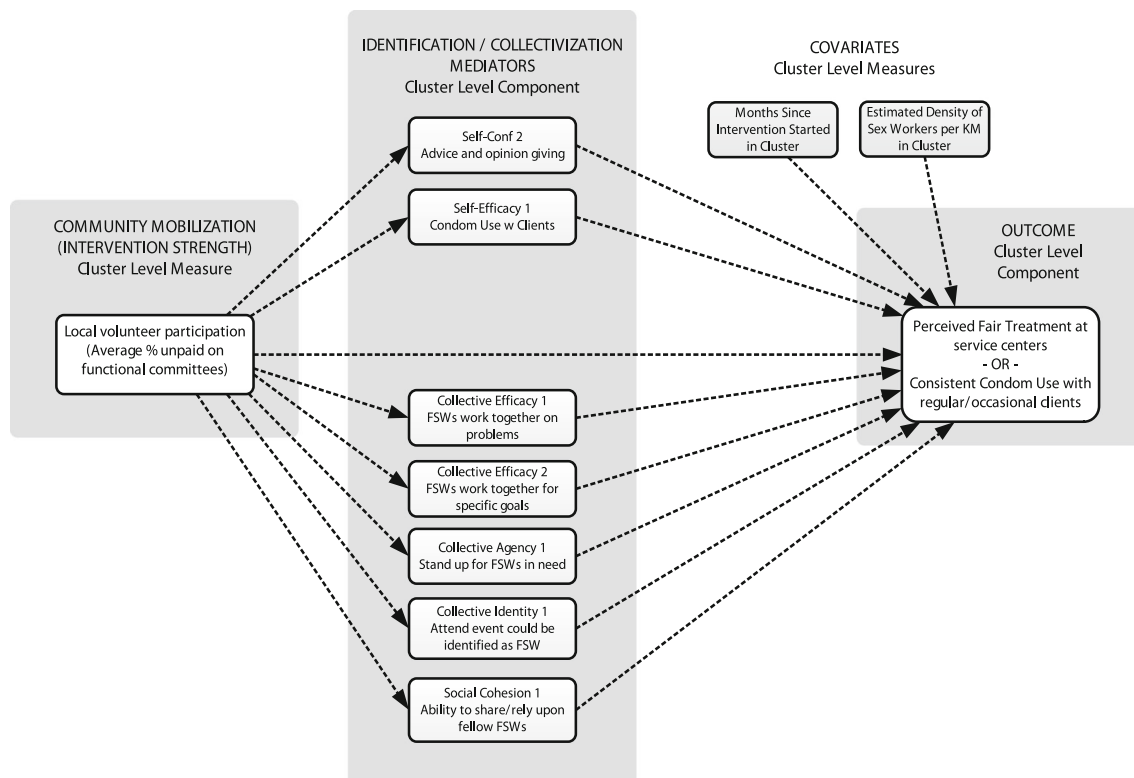 IDENTIFICATION / COLLECTIVIZATION
MEDIATORS
Cluster Level Component
COVARIATES
Cluster Level Measures
Months Since
Intervention Started
in Cluster
Estimated Density of
Sex Workers per KM
in Cluster
Self-Conf 2
Advice and opinion giving
Self-Efficacy 1
Condom Use w Clients
COMMUNITY MOBILIZATION
(INTERVENTION STRENGTH)
Cluster Level Measure
Local volunteer participation
(Average % unpaid on
functional committees)
OUTCOME
Cluster Level
Component
Perceived Fair Treatment at
service centers
- OR -
Consistent Condom Use with
regular/occasional clients
Collective Efficacy 1
FSWs work together on
problems
Collective Efficacy 2
FSWs work together for
specific goals
Collective Agency 1
Stand up for FSWs in need
Collective Identity 1
Attend event could be
identified as FSW
Social Cohesion 1
Ability to share/rely upon
fellow FSWs